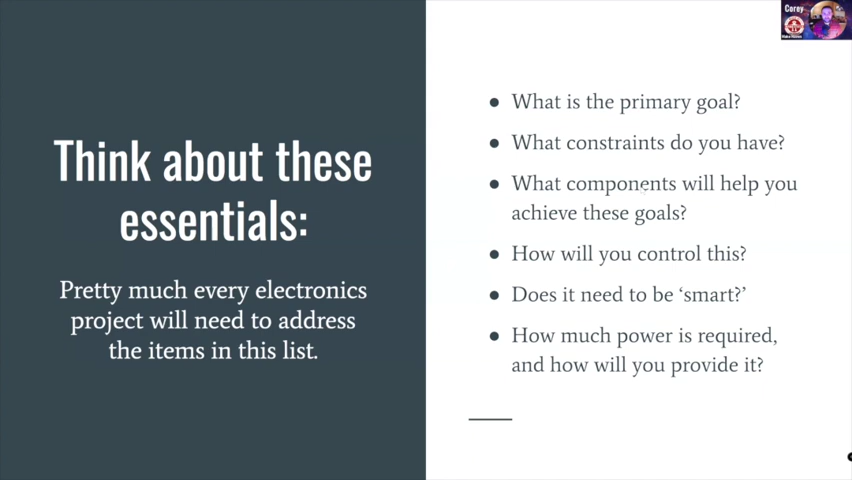 Corey
Think about these
essentials:
Pretty much every electronics
project will need to address
the items in this list.
● What is the primary goal?
● What constraints do you have?
● What components will help you
achieve these goals?
● How will you control this?
● Does it need to be ‘smart?’
● How much power is required,
and how will you provide it?